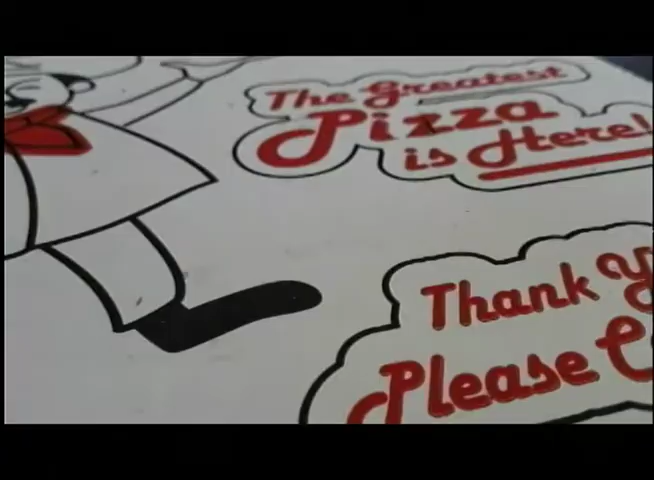 The Greatest
Pizza
is Here!
Thank
Please